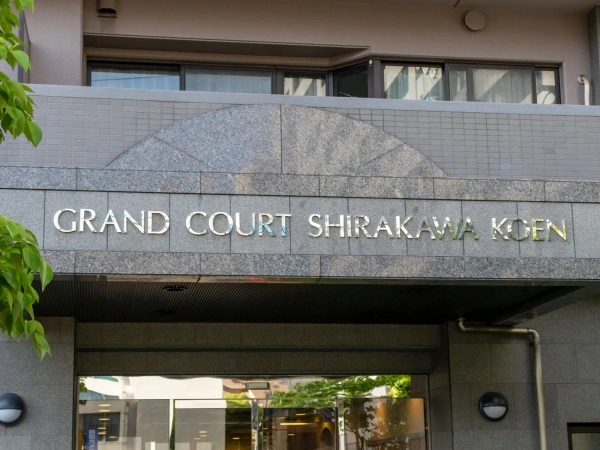 GRAND COURT SHIRAKAWA KOEN